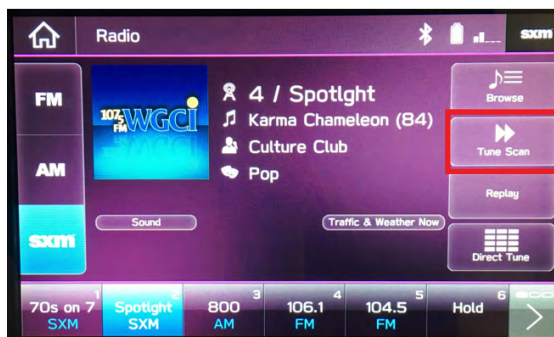 Radio
sxm
FM
AM
sxm
107.5 FM WGCI
4 / Spotlght
Karma Chameleon (84)
Culture Club
Pop
Sound
Traffic & Weather Now
Browse
Tune Scan
Replay
Direct Tune
1
70s on 7
SXM
2
Spotlght
SXM
3
800
AM
4
106.1
FM
5
104.5
FM
6
Hold